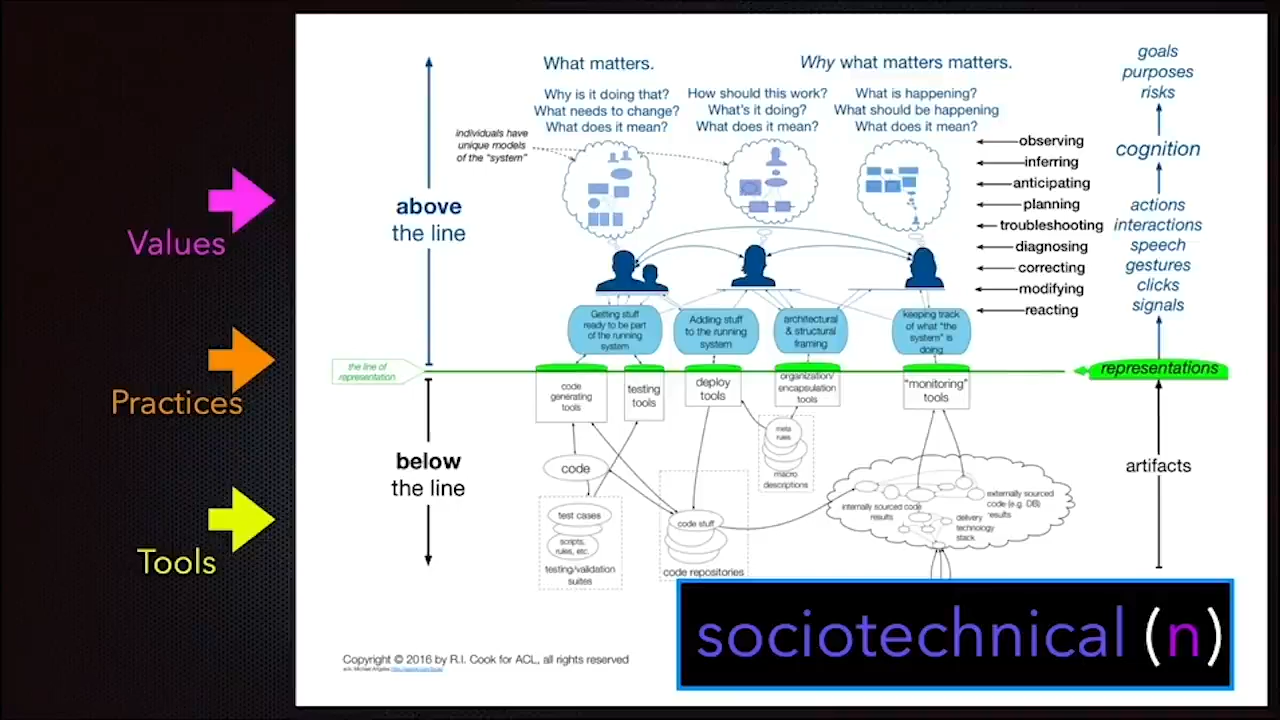 Values
Practices
Tools
What matters.
Why what matters matters.
Why is it doing that?
What needs to change?
What does it mean?
How should this work?
What's it doing?
What does it mean?
What is happening?
What should be happening
What does it mean?
individuals have
unique models
of the "system"
above
the line
observing
inferring
anticipating
planning
troubleshooting
diagnosing
correcting
modifying
reacting
goals
purposes
risks
cognition
actions
interactions
speech
gestures
clicks
signals
Getting stuff
ready to be part
of the running
system
Adding stuff
to the running
system
architectural
& structural
framing
keeping track
of what "the
system" is
doing
the line of
representation
representations
code
generating
tools
testing
tools
deploy
tools
organization/
encapsulation
tools
"monitoring"
tools
below
the line
code
meta
rules
macro
descriptions
test cases
scripts,
rules, etc.
testing/validation
suites
code stuff
code repositories
internally sourced code
results
externally sourced
code (e.g. DB)
results
delivery
technology
stack
artifacts
sociotechnical (n)
Copyright © 2016 by R.I. Cook for ACL, all rights reserved